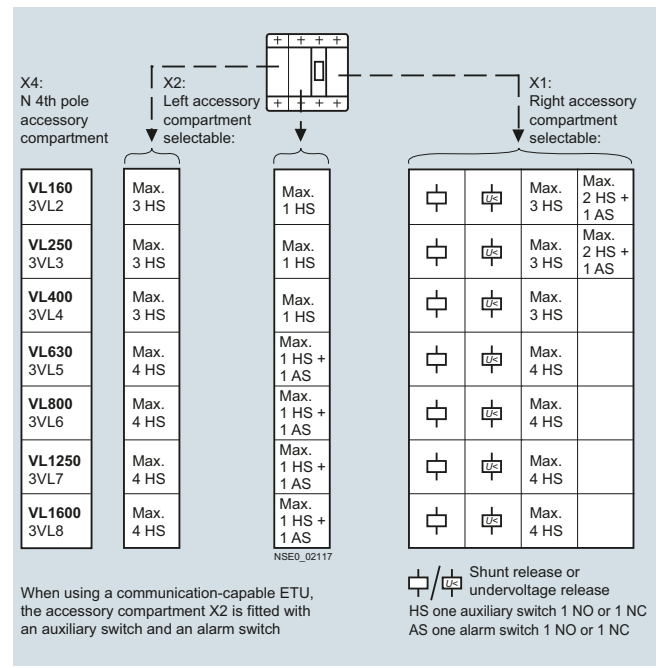 X4:
N 4th pole
accessory
compartment
X2:
Left accessory
compartment
selectable:
X1:
Right accessory
compartment
selectable:
+ + + +
+ + + +
VL160
3VL2
Max.
3 HS
Max.
1 HS
U<
Max.
3 HS
Max.
2 HS +
1 AS
VL250
3VL3
Max.
3 HS
Max.
1 HS
U<
Max.
3 HS
Max.
2 HS +
1 AS
VL400
3VL4
Max.
3 HS
Max.
1 HS
U<
Max.
3 HS
VL630
3VL5
Max.
4 HS
Max.
1 HS +
1 AS
U<
Max.
4 HS
VL800
3VL6
Max.
4 HS
Max.
1 HS +
1 AS
U<
Max.
4 HS
VL1250
3VL7
Max.
4 HS
Max.
1 HS +
1 AS
U<
Max.
4 HS
VL1600
3VL8
Max.
4 HS
Max.
1 HS +
1 AS
U<
Max.
4 HS
NSE0_02117
When using a communication-capable ETU,
the accessory compartment X2 is fitted with
an auxiliary switch and an alarm switch
/ U< Shunt release or
undervoltage release
HS one auxiliary switch 1 NO or 1 NC
AS one alarm switch 1 NO or 1 NC